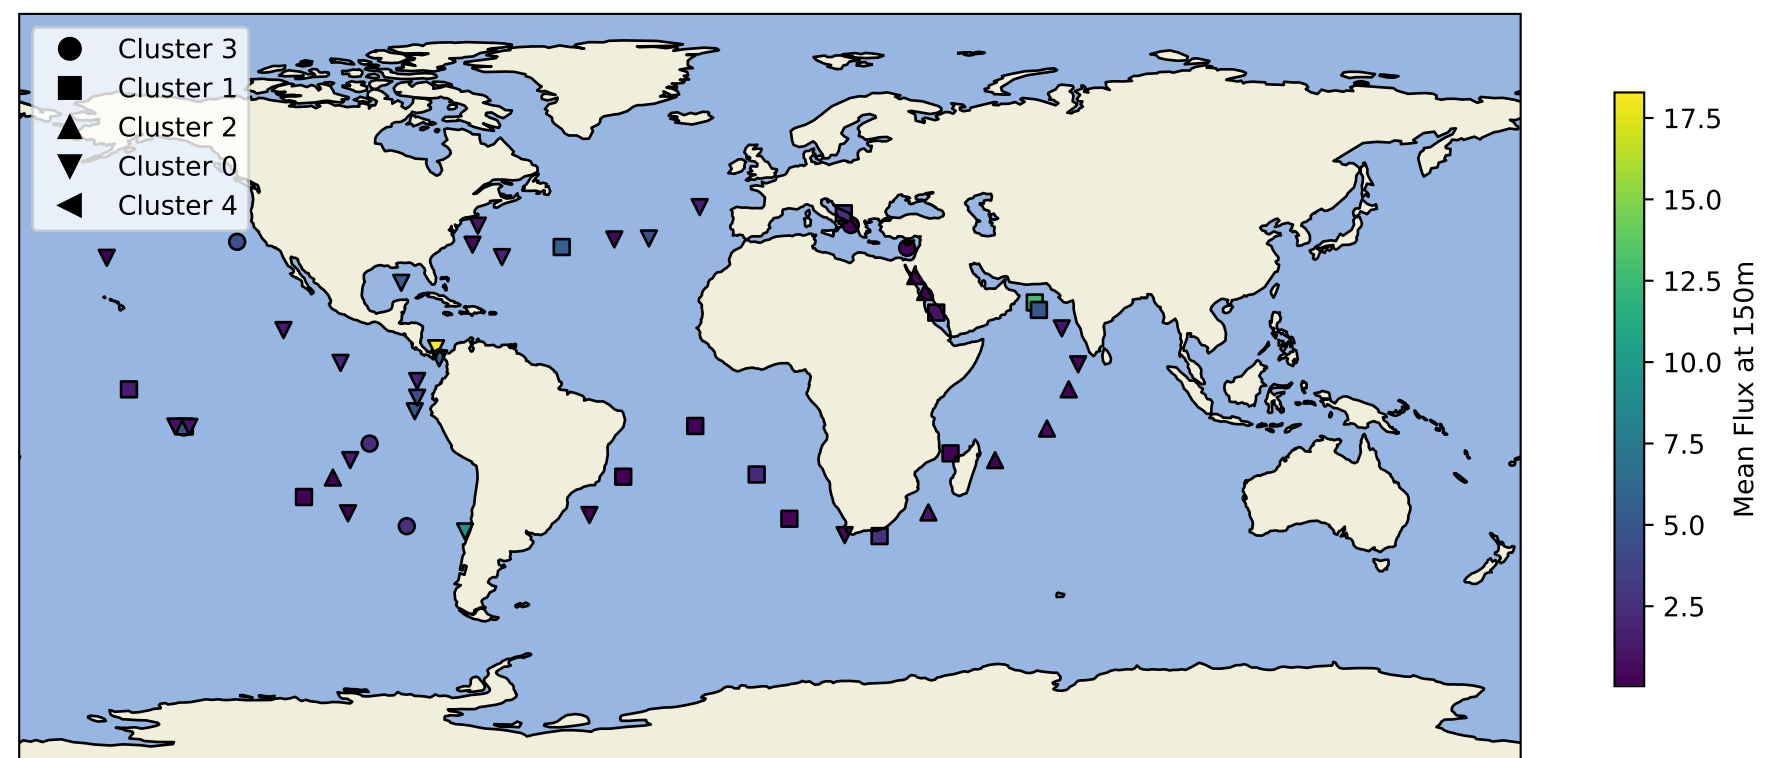 Cluster 3
Cluster 1
Cluster 2
Cluster 0
Cluster 4
17.5
15.0
12.5
10.0
7.5
5.0
2.5
Mean Flux at 150m